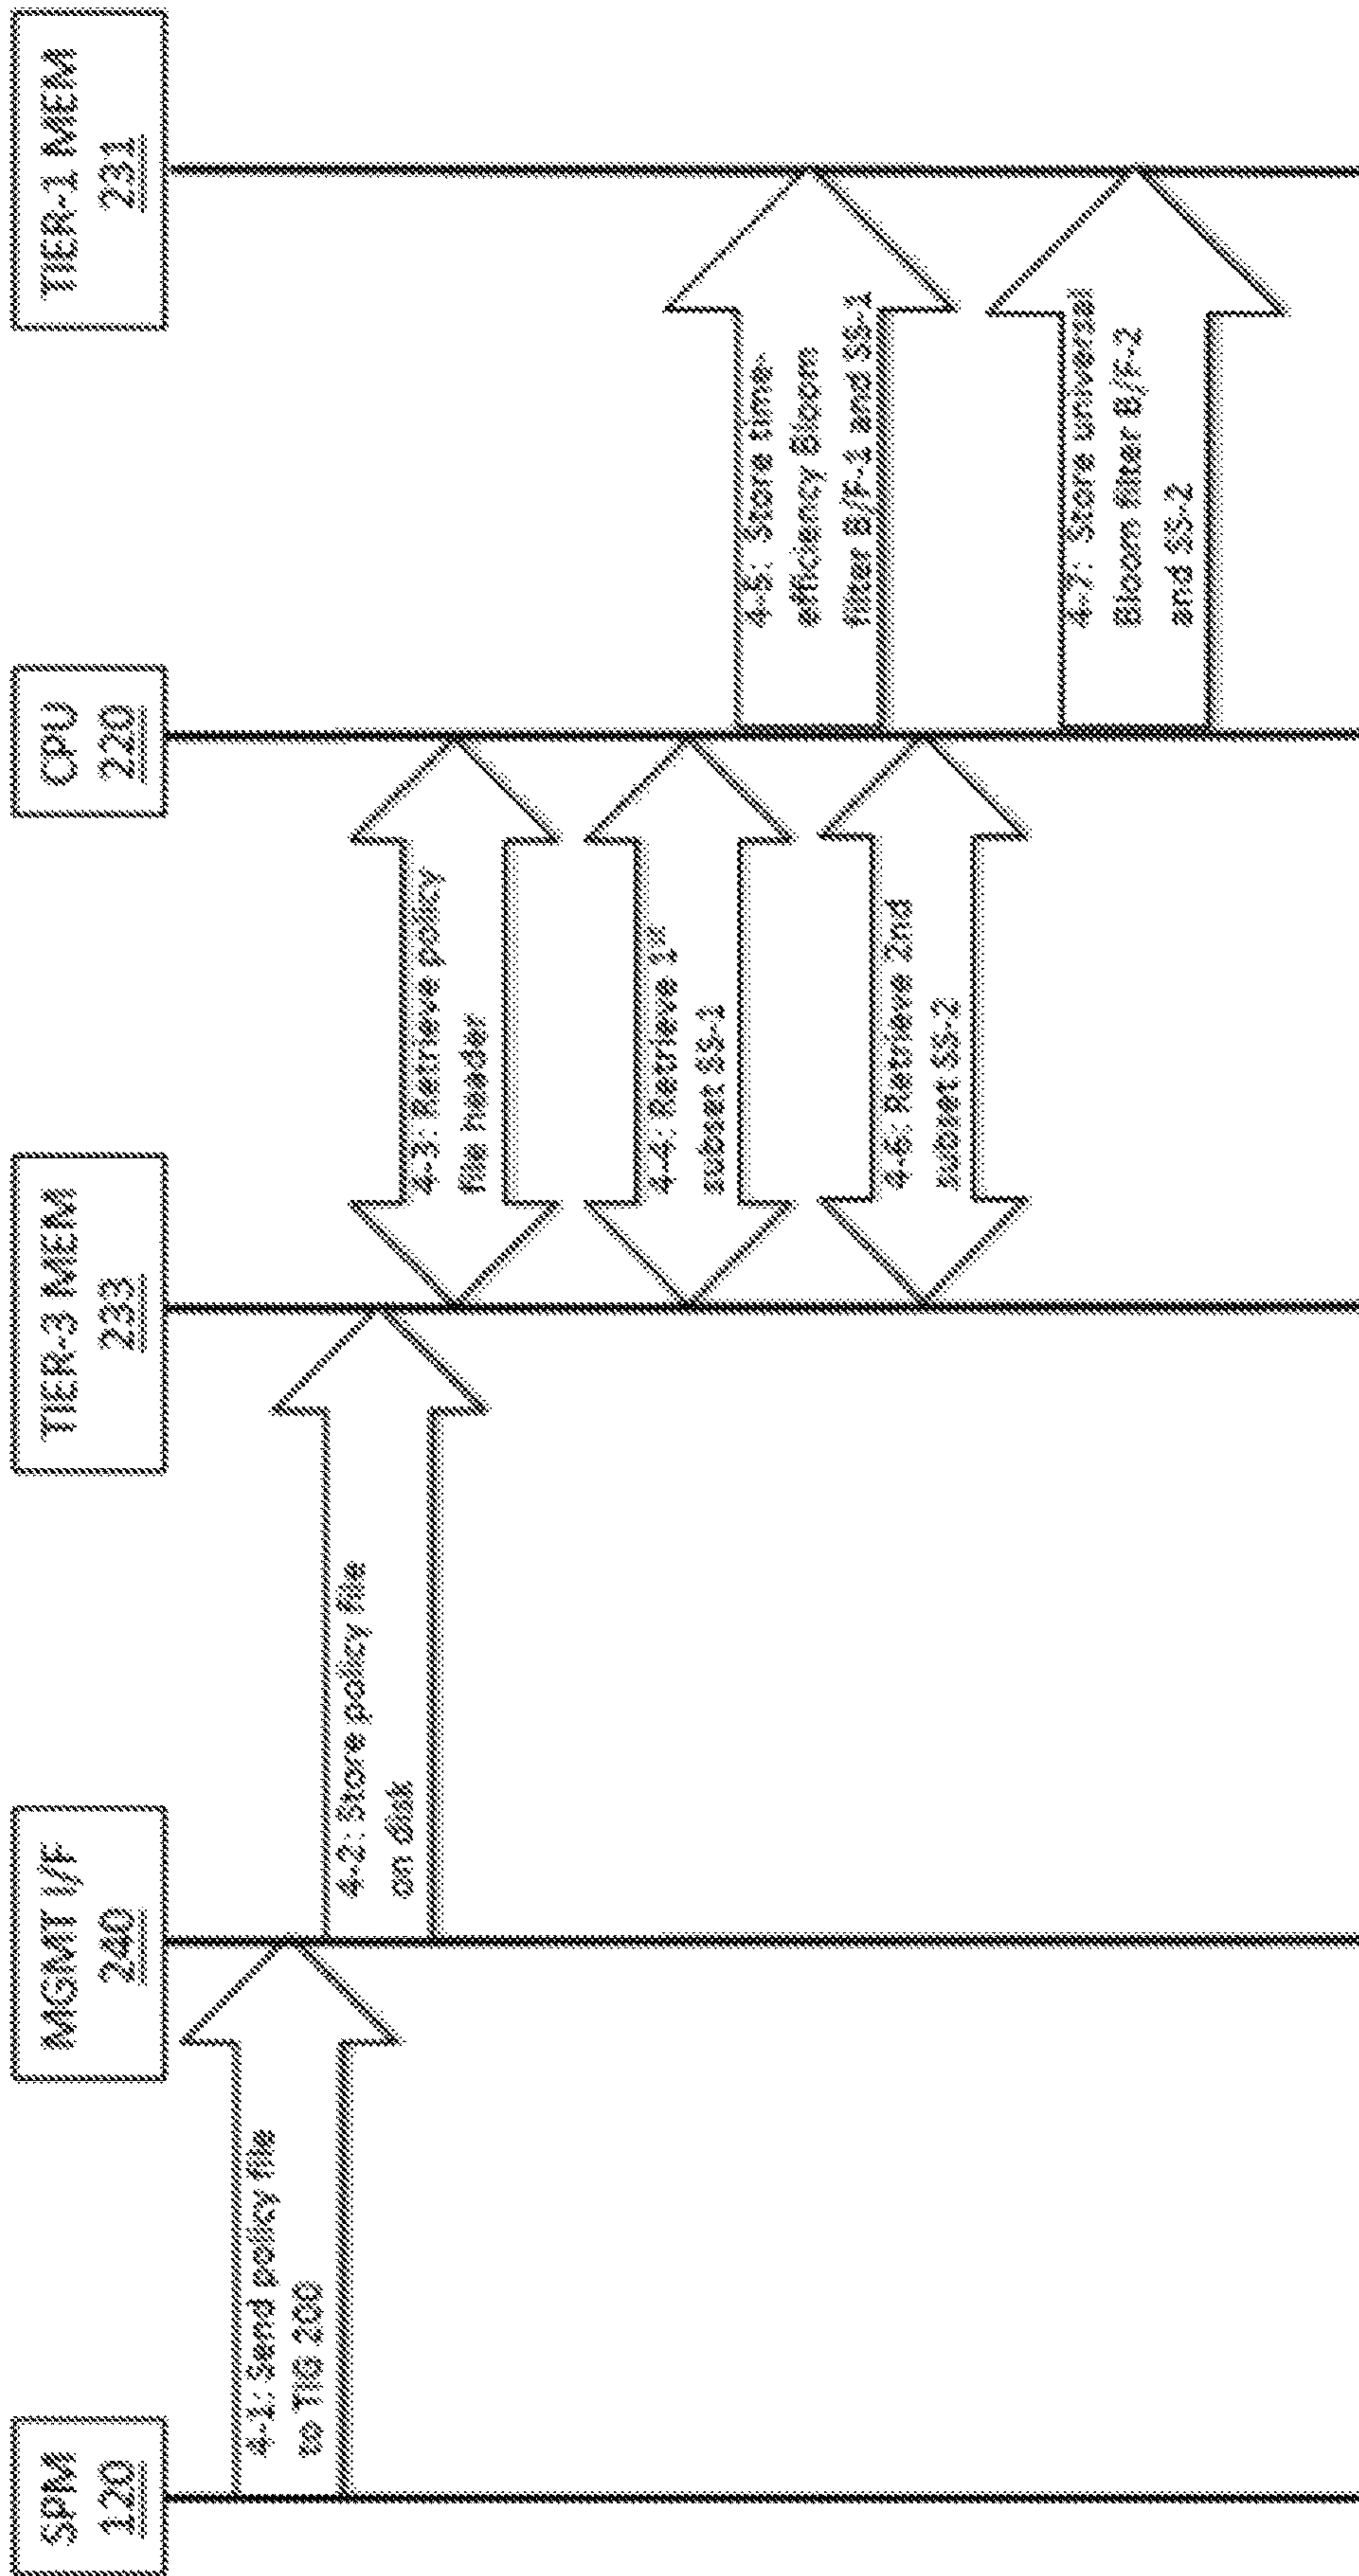 SPM
120
MGMT I/F
240
TIER-3 MEM
233
CPU
220
TIER-1 MEM
231
4-1: Send policy file
to TIG 200
4-2: Store policy file
on disk
4-3: Retrieve policy
file header
4-4: Retrieve 1st
subset SS-1
4-5: Store time-
efficiency Bloom
filter B/F-1 and SS-1
4-6: Retrieve 2nd
subset SS-2
4-7: Store universal
Bloom filter B/F-2
and SS-2